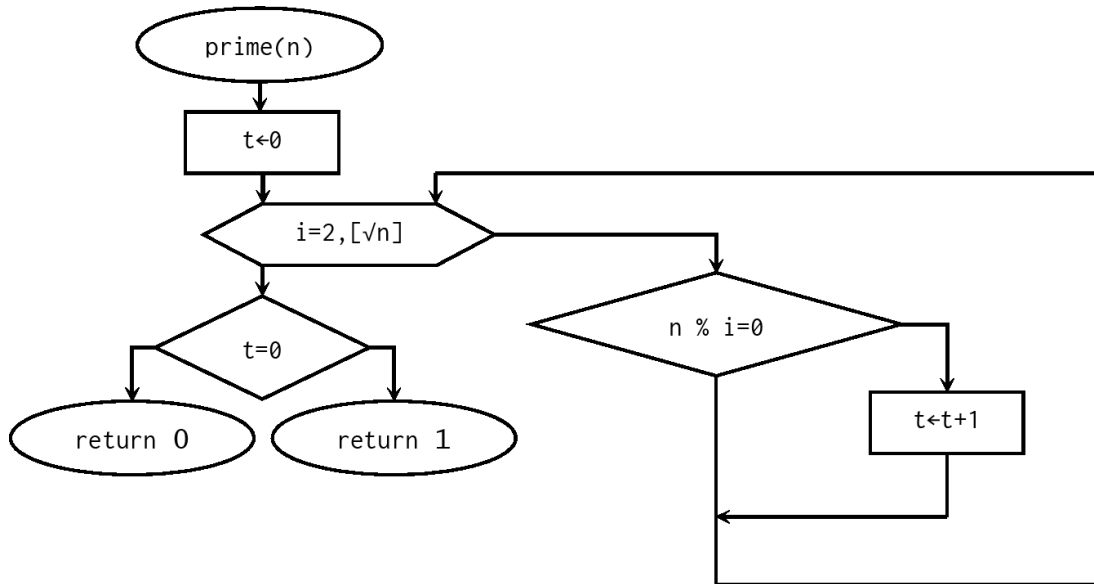 prime(n)
t←0
i=2,[√n]
n % i=0
t=0
t←t+1
return 0
return 1